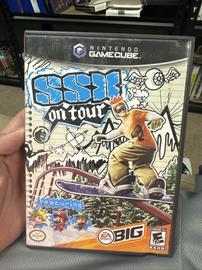 NINTENDO
GAMECUBE
SSX
on tour
Featuring
EA
BIG
E